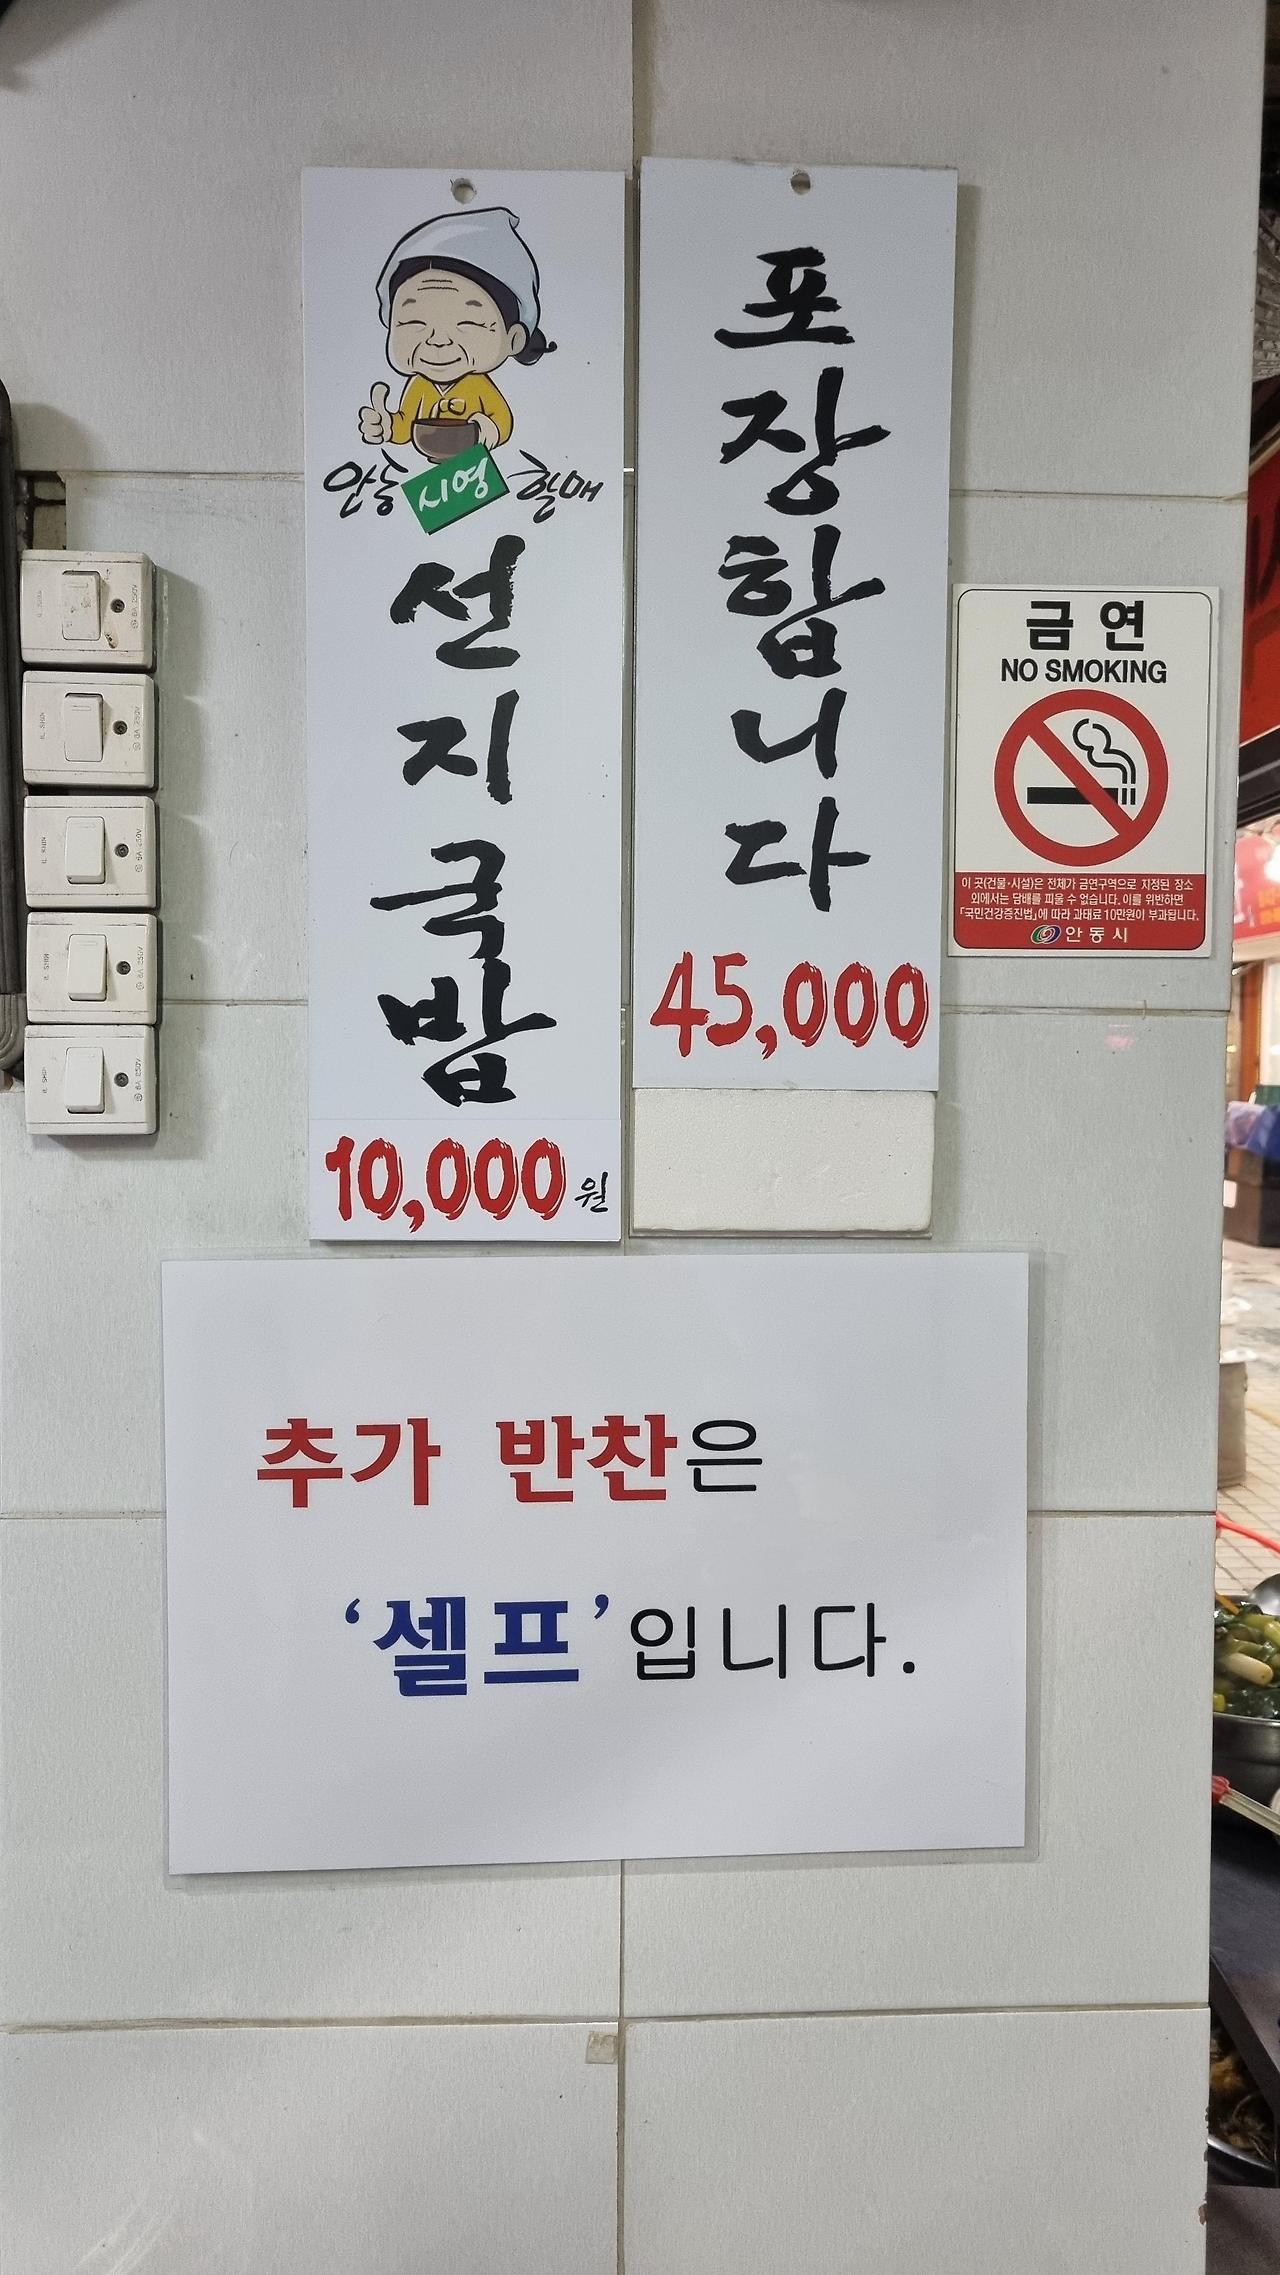 안동 시영 할매
선지국밥
10,000원
포장합니다
45,000
금연
NO SMOKING
이 곳(건물·시설)은 전체가 금연구역으로 지정된 장소
외에서는 담배를 피울 수 없습니다. 이를 위반하면
「국민건강증진법」에 따라 과태료 10만원이 부과됩니다.
안동시
추가 반찬은
‘셀프’입니다.